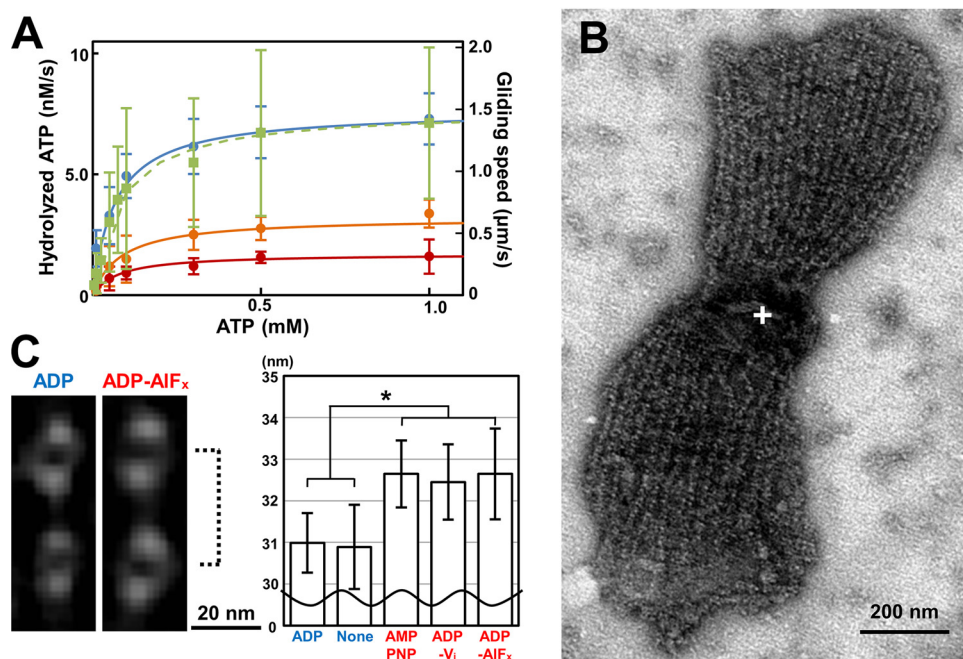 A
10
5.0
0
Hydrolyzed ATP (nM/s)
2.0
1.5
1.0
0.5
0
Gliding speed (μm/s)
0.5
1.0
ATP (mM)
B
+
200 nm
C
ADP
ADP-AlFₓ
20 nm
(nm)
35
34
33
32
31
30
0
*
ADP
None
AMP
PNP
ADP
-Vᵢ
ADP
-AlFₓ